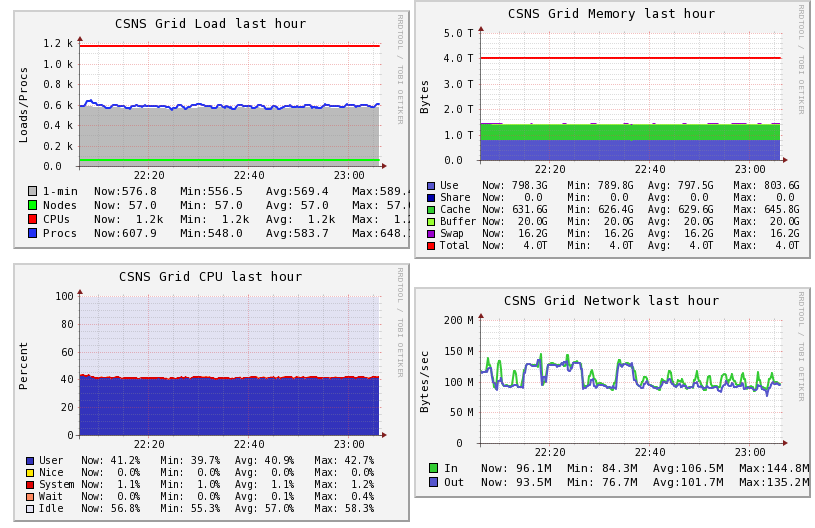 CSNS Grid Load last hour
RRDTOOL / TOBI OETIKER
Loads/Procs
1.2 k
1.0 k
0.8 k
0.6 k
0.4 k
0.2 k
0.0
22:20 22:40 23:00
1-min Now:576.8 Min:556.5 Avg:569.4 Max:589.
Nodes Now: 57.0 Min: 57.0 Avg: 57.0 Max: 57.
CPUs Now: 1.2k Min: 1.2k Avg: 1.2k Max: 1.
Procs Now:607.9 Min:548.0 Avg:583.7 Max:648.
CSNS Grid Memory last hour
RRDTOOL / TOBI OETIKER
Bytes
5.0 T
4.0 T
3.0 T
2.0 T
1.0 T
0.0
22:20 22:40 23:00
Use Now: 798.3G Min: 789.8G Avg: 797.5G Max: 803.6G
Share Now: 0.0 Min: 0.0 Avg: 0.0 Max: 0.0
Cache Now: 631.6G Min: 626.4G Avg: 629.6G Max: 645.8G
Buffer Now: 20.0G Min: 20.0G Avg: 20.0G Max: 20.0G
Swap Now: 16.2G Min: 16.2G Avg: 16.2G Max: 16.2G
Total Now: 4.0T Min: 4.0T Avg: 4.0T Max: 4.0T
CSNS Grid CPU last hour
RRDTOOL / TOBI OETIKER
Percent
100
80
60
40
20
0
22:20 22:40 23:00
User Now: 41.2% Min: 39.7% Avg: 40.9% Max: 42.7%
Nice Now: 0.0% Min: 0.0% Avg: 0.0% Max: 0.0%
System Now: 1.1% Min: 1.0% Avg: 1.1% Max: 1.2%
Wait Now: 0.0% Min: 0.0% Avg: 0.1% Max: 0.4%
Idle Now: 56.8% Min: 55.3% Avg: 57.0% Max: 58.3%
CSNS Grid Network last hour
RRDTOOL / TOBI OETIKER
Bytes/sec
200 M
150 M
100 M
50 M
0
22:20 22:40 23:00
In Now: 96.1M Min: 84.3M Avg:106.5M Max:144.8M
Out Now: 93.5M Min: 76.7M Avg:101.7M Max:135.2M